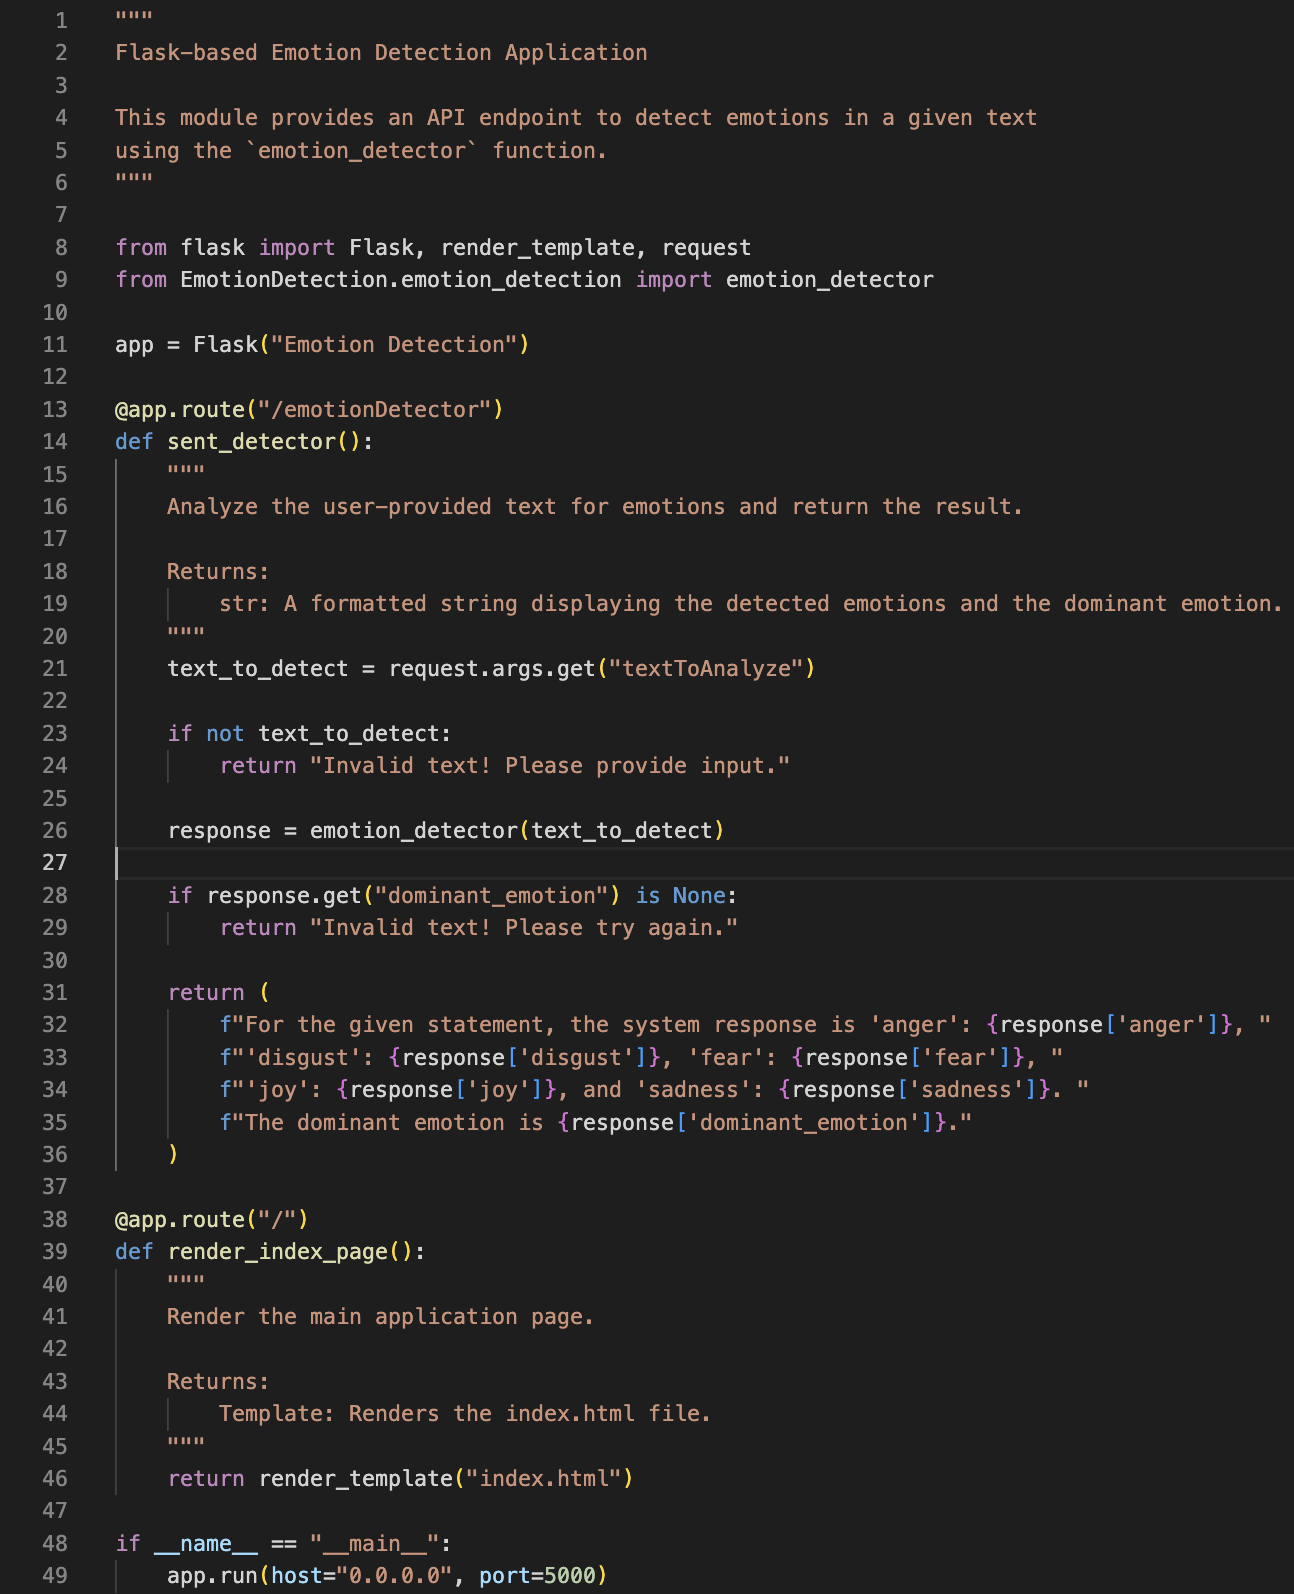 1 """
2 Flask-based Emotion Detection Application
3
4 This module provides an API endpoint to detect emotions in a given text
5 using the `emotion_detector` function.
6 """
7
8 from flask import Flask, render_template, request
9 from EmotionDetection.emotion_detection import emotion_detector
10
11 app = Flask("Emotion Detection")
12
13 @app.route("/emotionDetector")
14 def sent_detector():
15     """
16     Analyze the user-provided text for emotions and return the result.
17
18     Returns:
19         str: A formatted string displaying the detected emotions and the dominant emotion.
20     """
21     text_to_detect = request.args.get("textToAnalyze")
22
23     if not text_to_detect:
24         return "Invalid text! Please provide input."
25
26     response = emotion_detector(text_to_detect)
27
28     if response.get("dominant_emotion") is None:
29         return "Invalid text! Please try again."
30
31     return (
32         f"For the given statement, the system response is 'anger': {response['anger']}, "
33         f"'disgust': {response['disgust']}, 'fear': {response['fear']}, "
34         f"'joy': {response['joy']}, and 'sadness': {response['sadness']}. "
35         f"The dominant emotion is {response['dominant_emotion']}."
36     )
37
38 @app.route("/")
39 def render_index_page():
40     """
41     Render the main application page.
42
43     Returns:
44         Template: Renders the index.html file.
45     """
46     return render_template("index.html")
47
48 if __name__ == "__main__":
49     app.run(host="0.0.0.0", port=5000)